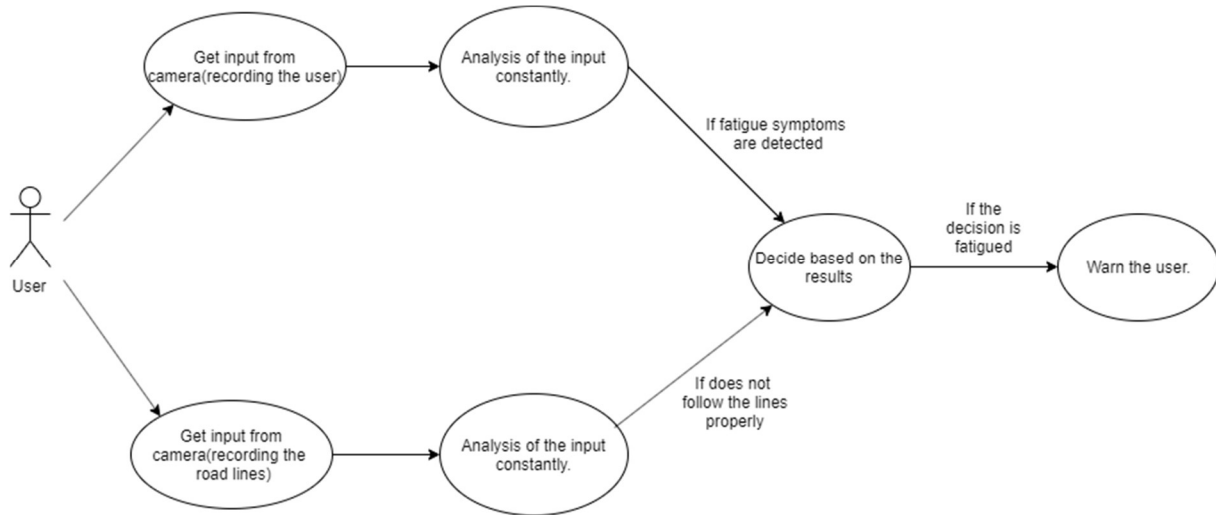 Get input from
camera(recording the user)
Analysis of the input
constantly.
If fatigue symptoms
are detected
User
Decide based on the
results
If the
decision is
fatigued
Warn the user.
If does not
follow the lines
properly
Get input from
camera(recording the
road lines)
Analysis of the input
constantly.